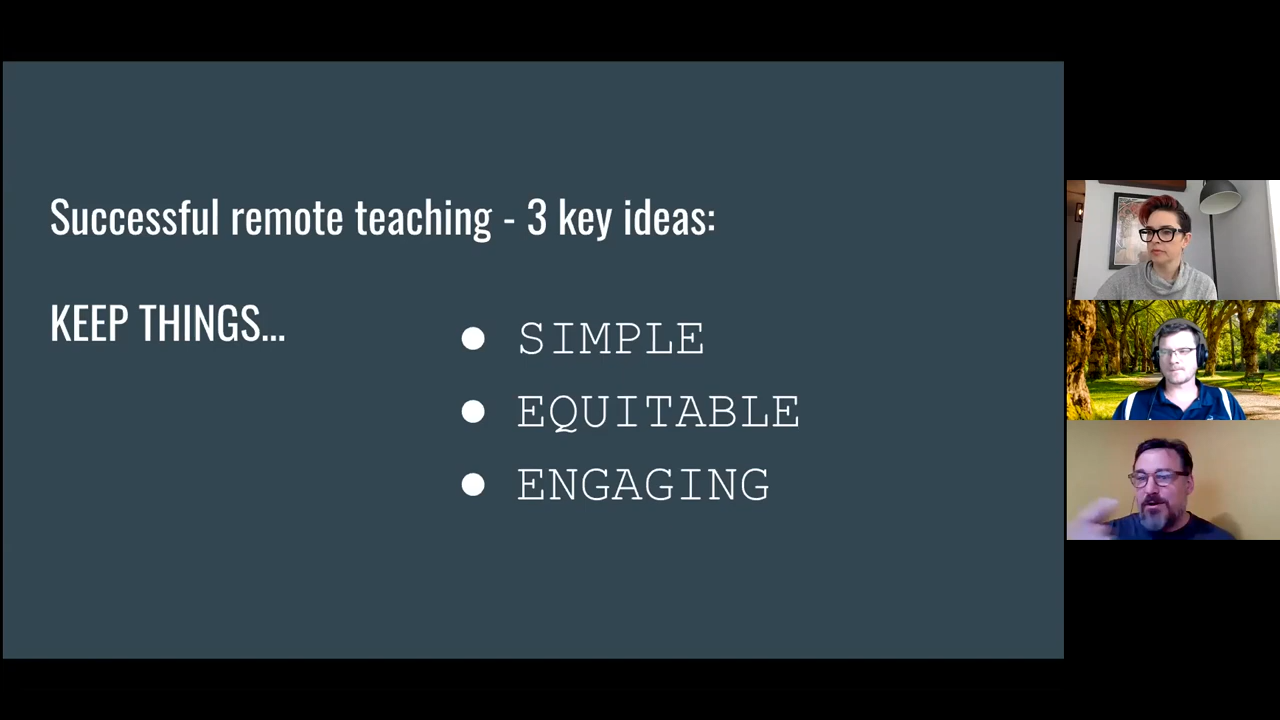 Successful remote teaching - 3 key ideas:
KEEP THINGS...
● SIMPLE
● EQUITABLE
● ENGAGING